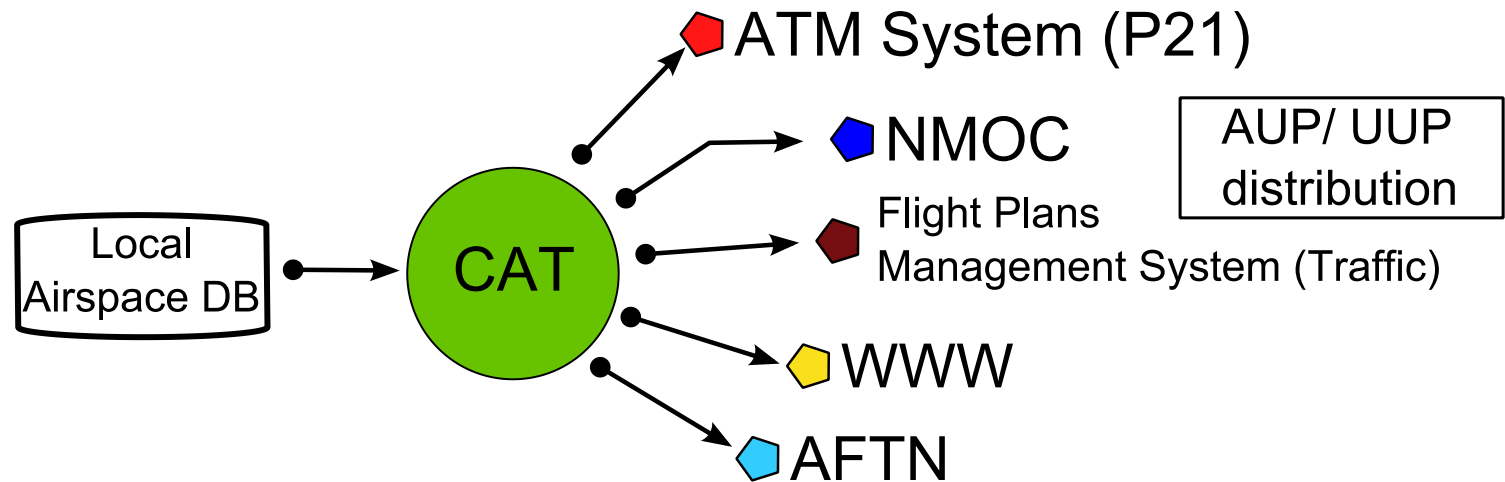 ATM System (P21)
NMOC
AUP/ UUP
distribution
Flight Plans
Management System (Traffic)
Local
Airspace DB
CAT
WWW
AFTN